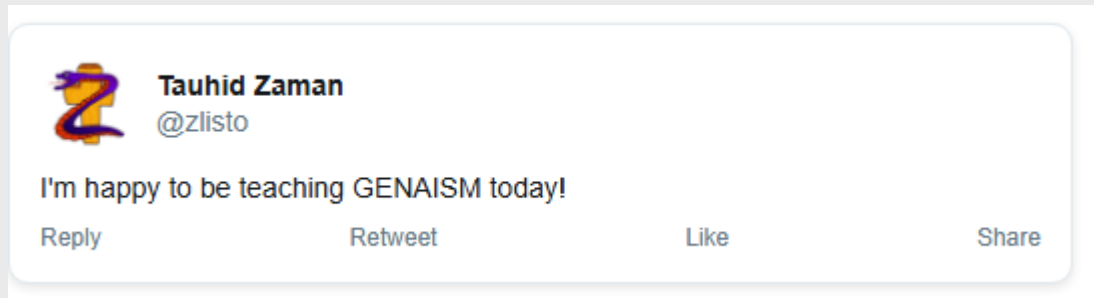 Tauhid Zaman
@zlisto
I'm happy to be teaching GENAISM today!
Reply Retweet Like Share